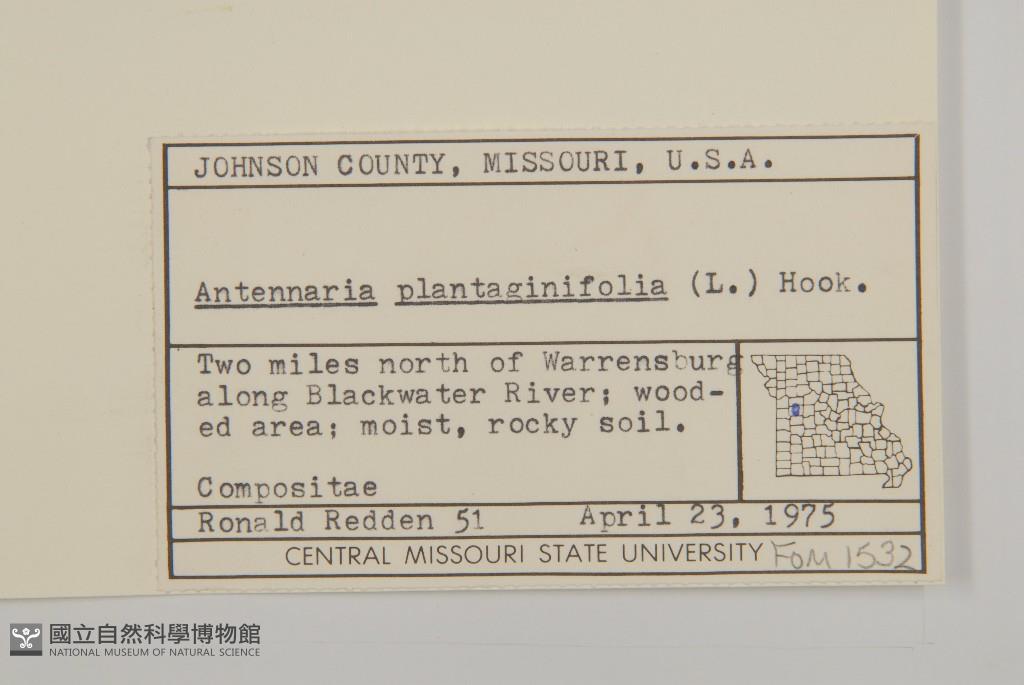 JOHNSON COUNTY, MISSOURI, U.S.A.
Antennaria plantaginifolia (L.) Hook.
Two miles north of Warrensburg
along Blackwater River; wood-
ed area; moist, rocky soil.
Compositae
Ronald Redden 51 April 23, 1975
CENTRAL MISSOURI STATE UNIVERSITY FOM 1532
國立自然科學博物館
NATIONAL MUSEUM OF NATURAL SCIENCE